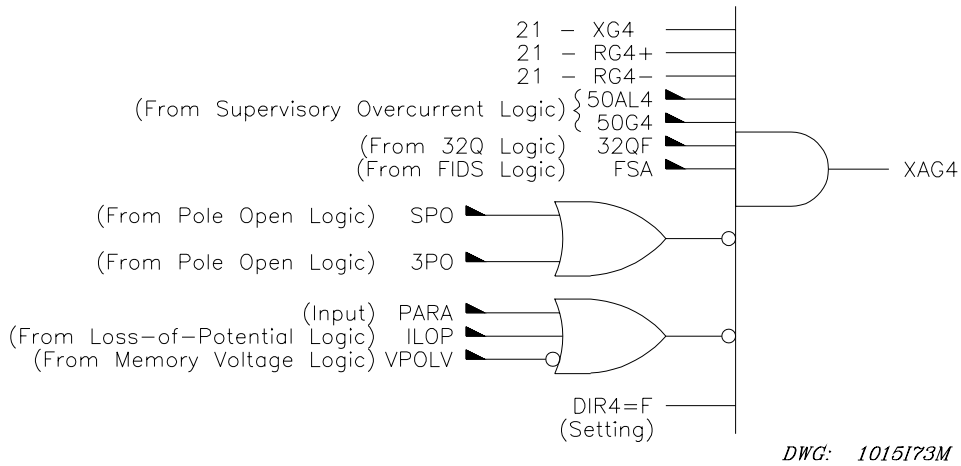 21 - XG4
21 - RG4+
21 - RG4-
(From Supervisory Overcurrent Logic) { 50AL4
50G4
(From 32Q Logic) 32QF
(From FIDS Logic) FSA
XAG4
(From Pole Open Logic) SPO
(From Pole Open Logic) 3PO
(Input) PARA
(From Loss-of-Potential Logic) ILOP
(From Memory Voltage Logic) VPOLV
DIR4=F
(Setting)
DWG: 1015I73M